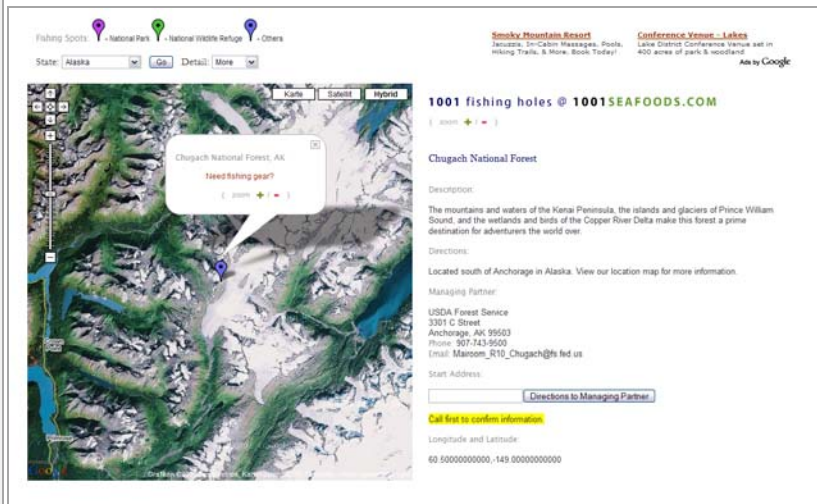 Fishing Spots: - National Park - National Wildlife Refuge - Others
State: Alaska Go Detail: More
Smoky Mountain Resort
Jacuzzis, In-Cabin Massages, Pools,
Hiking Trails, & More. Book Today!
Conference Venue - Lakes
Lake District Conference Venue set in
400 acres of park & woodland
Ads by Google
Karte Satellit Hybrid
Chugach National Forest, AK
Need fishing gear?
( zoom + / - )
1001 fishing holes @ 1001SEAFOODS.COM
( zoom + / - )
Chugach National Forest
Description:
The mountains and waters of the Kenai Peninsula, the islands and glaciers of Prince William
Sound, and the wetlands and birds of the Copper River Delta make this forest a prime
destination for adventurers the world over.
Directions:
Located south of Anchorage in Alaska. View our location map for more information.
Managing Partner:
USDA Forest Service
3301 C Street
Anchorage, AK 99503
Phone: 907-743-9500
Email: Mairoom_R10_Chugach@fs.fed.us
Start Address:
Directions to Managing Partner
Call first to confirm information.
Longitude and Latitude:
60.50000000000,-149.00000000000